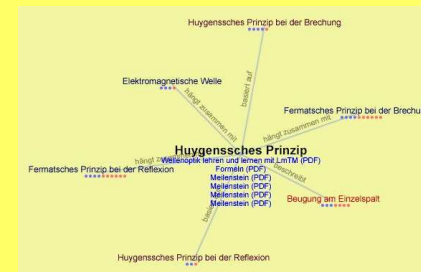 Huygenssches Prinzip bei der Brechung
Elektromagnetische Welle
basiert auf
hängt zusammen mit
Fermatsches Prinzip bei der Brechu
hängt zusammen mit
Huygenssches Prinzip
Wellenoptik lehren und lernen mit LmTM (PDF)
hängt
Fermatsches Prinzip bei der Reflexion
Formeln (PDF)
Meilenstein (PDF)
Meilenstein (PDF)
Meilenstein (PDF)
Meilenstein (PDF)
beschreibt
Beugung am Einzelspalt
Huygenssches Prinzip bei der Reflexion